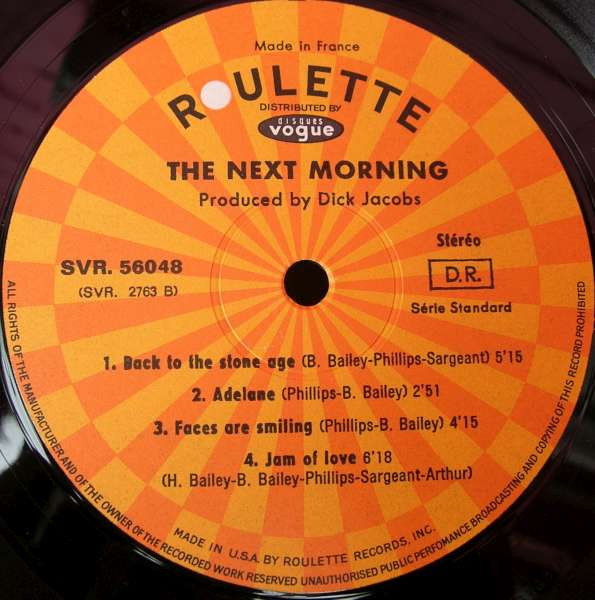 Made in France
ROULETTE
DISTRIBUTED BY
disques
vogue
THE NEXT MORNING
Produced by Dick Jacobs
SVR. 56048
(SVR. 2763 B)
Stéréo
D.R.
Série Standard
1. Back to the stone age (B. Bailey-Phillips-Sargeant) 5'15
2. Adelane (Phillips-B. Bailey) 2'51
3. Faces are smiling (Phillips-B. Bailey) 4'15
4. Jam of love 6'18
(H. Bailey-B. Bailey-Phillips-Sargeant-Arthur)
MADE IN U.S.A. BY ROULETTE RECORDS, INC.
ALL RIGHTS OF THE MANUFACTURER AND OF THE OWNER OF THE RECORDED WORK RESERVED UNAUTHORISED PUBLIC PERFOMANCE BROADCASTING AND COPYING OF THIS RECORD PROHIBITED